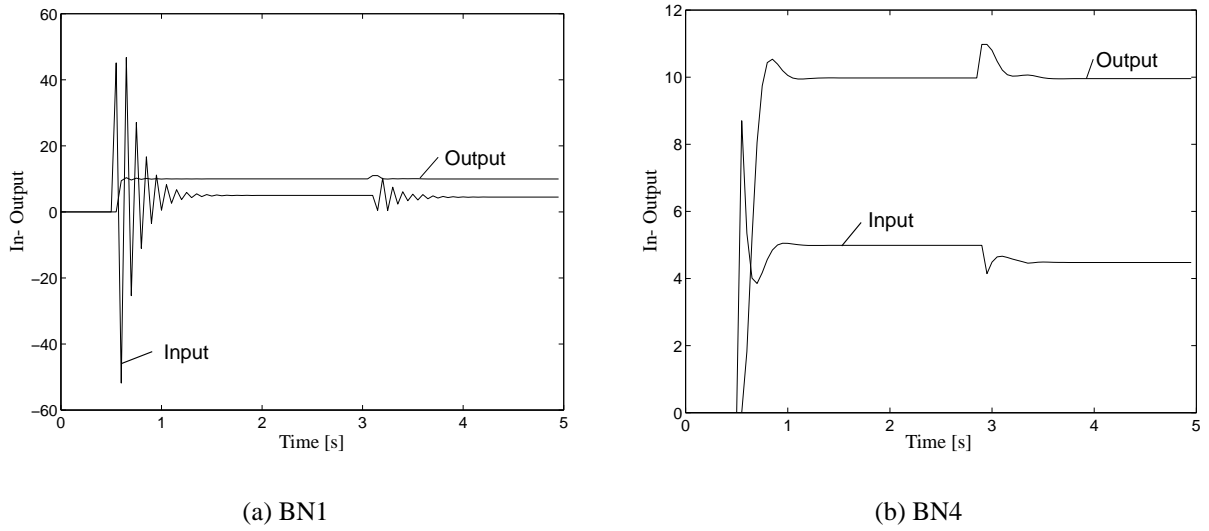 60
40
20
0
−20
−40
−60
In- Output
Output
Input
0 1 2 3 4 5
Time [s]
(a) BN1
12
10
8
6
4
2
0
In- Output
Output
Input
0 1 2 3 4 5
Time [s]
(b) BN4